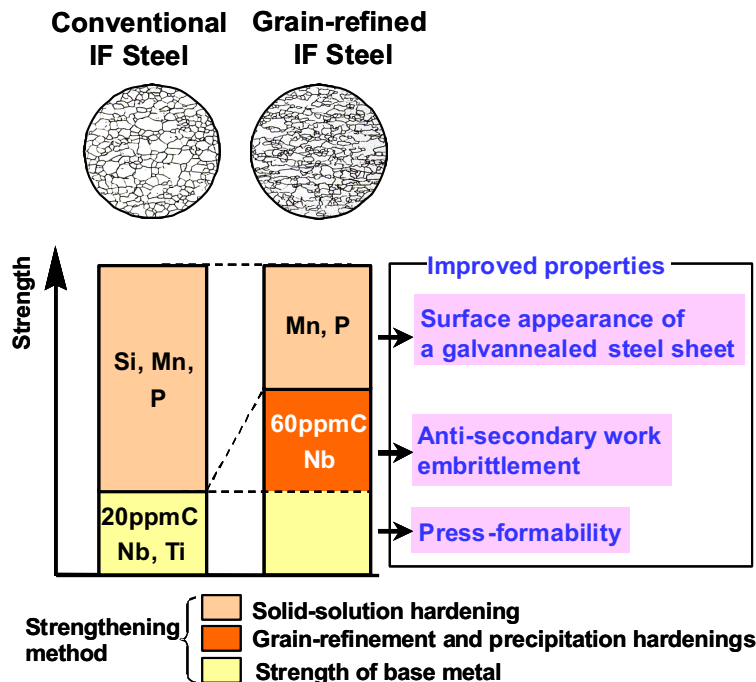 Conventional
IF Steel
Grain-refined
IF Steel
Strength
Si, Mn,
P
20ppmC
Nb, Ti
Mn, P
60ppmC
Nb
Improved properties
Surface appearance of
a galvannealed steel sheet
Anti-secondary work
embrittlement
Press-formability
Strengthening
method
Solid-solution hardening
Grain-refinement and precipitation hardenings
Strength of base metal